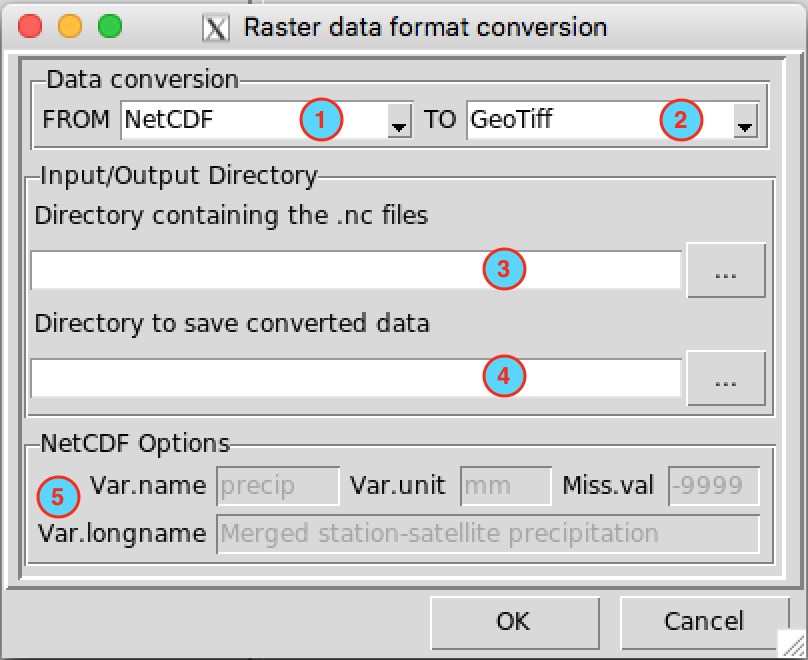 Raster data format conversion
Data conversion
FROM NetCDF 1 TO GeoTiff 2
Input/Output Directory
Directory containing the .nc files
3 ...
Directory to save converted data
4 ...
NetCDF Options
5 Var.name precip Var.unit mm Miss.val -9999
Var.longname Merged station-satellite precipitation
OK Cancel